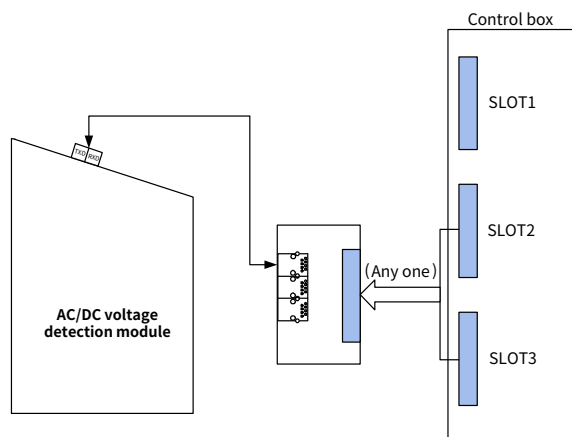 Control box
SLOT1
TXD RXD
SLOT2
(Any one)
AC/DC voltage
detection module
SLOT3